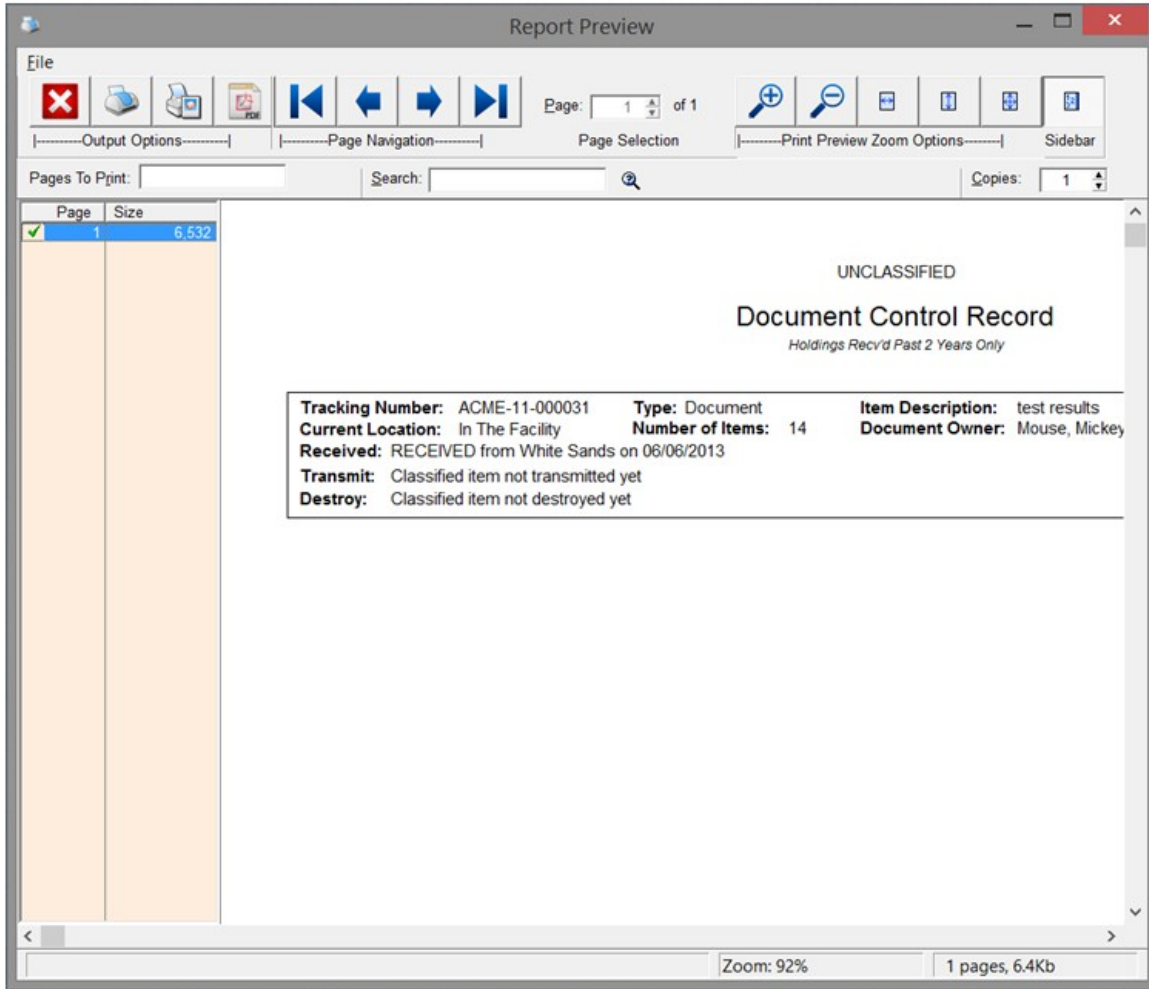 Report Preview
File
PDF
Page: 1 of 1
|----------Output Options----------| |----------Page Navigation----------| Page Selection |---------Print Preview Zoom Options--------| Sidebar
Pages To Print: Search: Copies: 1
Page Size
1 6,532
UNCLASSIFIED
Document Control Record
Holdings Recv'd Past 2 Years Only
Tracking Number: ACME-11-000031 Type: Document Item Description: test results
Current Location: In The Facility Number of Items: 14 Document Owner: Mouse, Mickey
Received: RECEIVED from White Sands on 06/06/2013
Transmit: Classified item not transmitted yet
Destroy: Classified item not destroyed yet
Zoom: 92% 1 pages, 6.4Kb